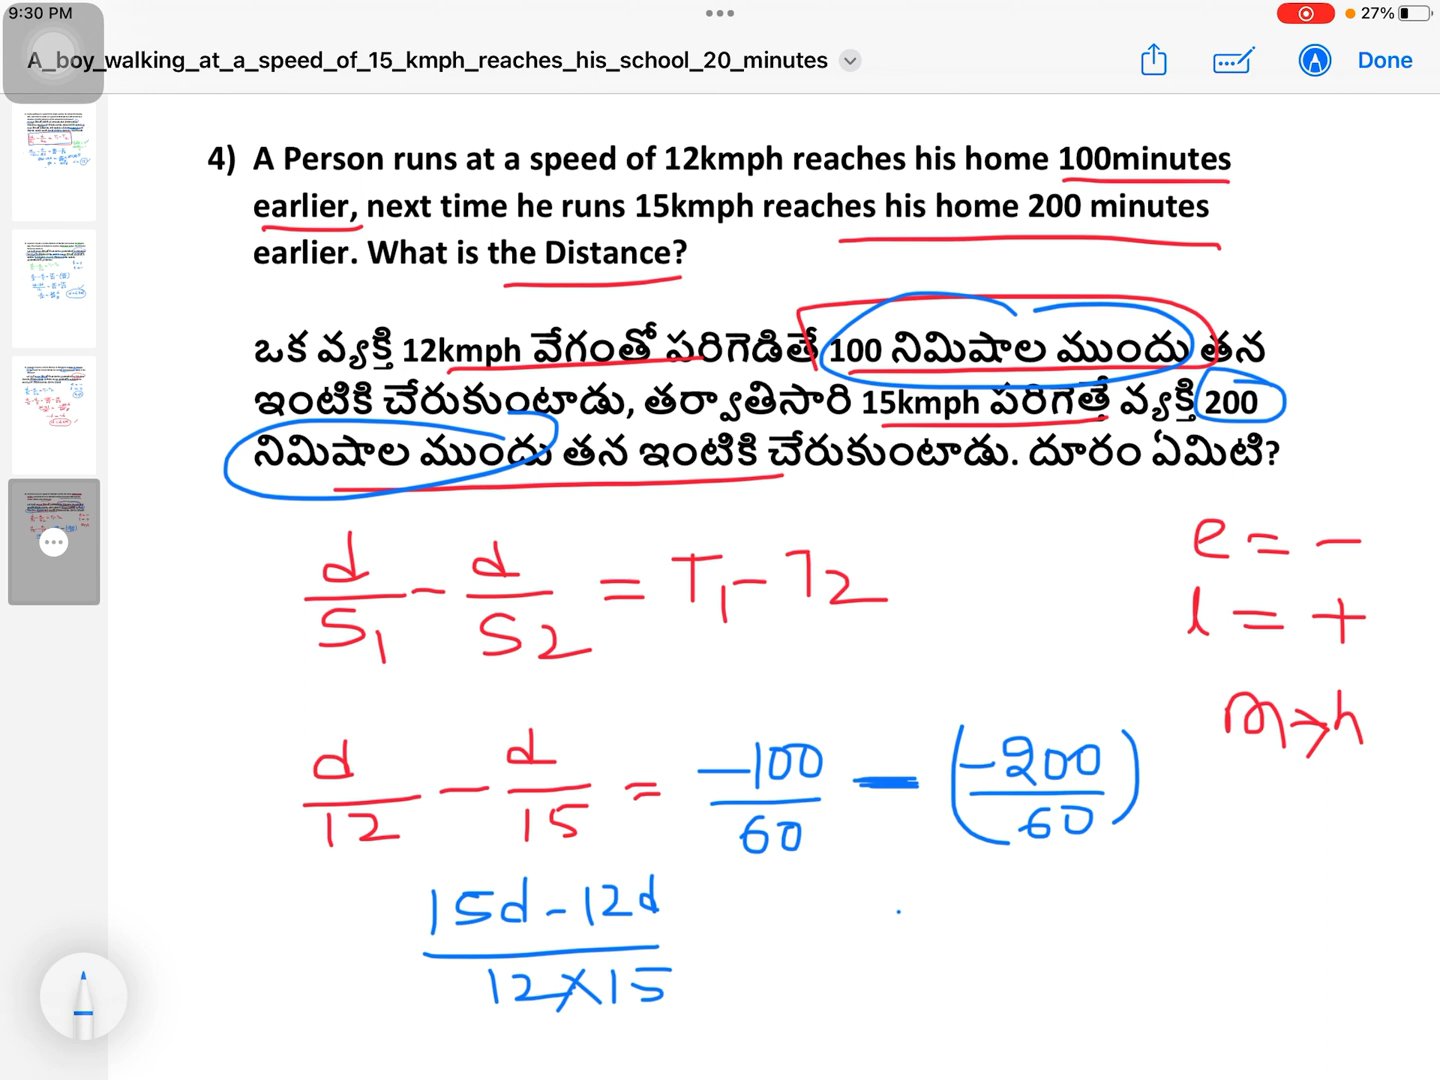 9:30 PM
27%
A_boy_walking_at_a_speed_of_15_kmph_reaches_his_school_20_minutes
Done
4) A Person runs at a speed of 12kmph reaches his home 100minutes
earlier, next time he runs 15kmph reaches his home 200 minutes
earlier. What is the Distance?
ఒక వ్యక్తి 12kmph వేగంతో పరిగెడితే 100 నిమిషాల ముందు తన
ఇంటికి చేరుకుంటాడు, తర్వాతిసారి 15kmph పరిగెత్తే వ్యక్తి 200
నిమిషాల ముందు తన ఇంటికి చేరుకుంటాడు. దూరం ఏమిటి?
d/S1 - d/S2 = T1 - T2
e = -
l = +
m → h
d/12 - d/15 = -100/60 - (-200/60)
15d - 12d
12 × 15